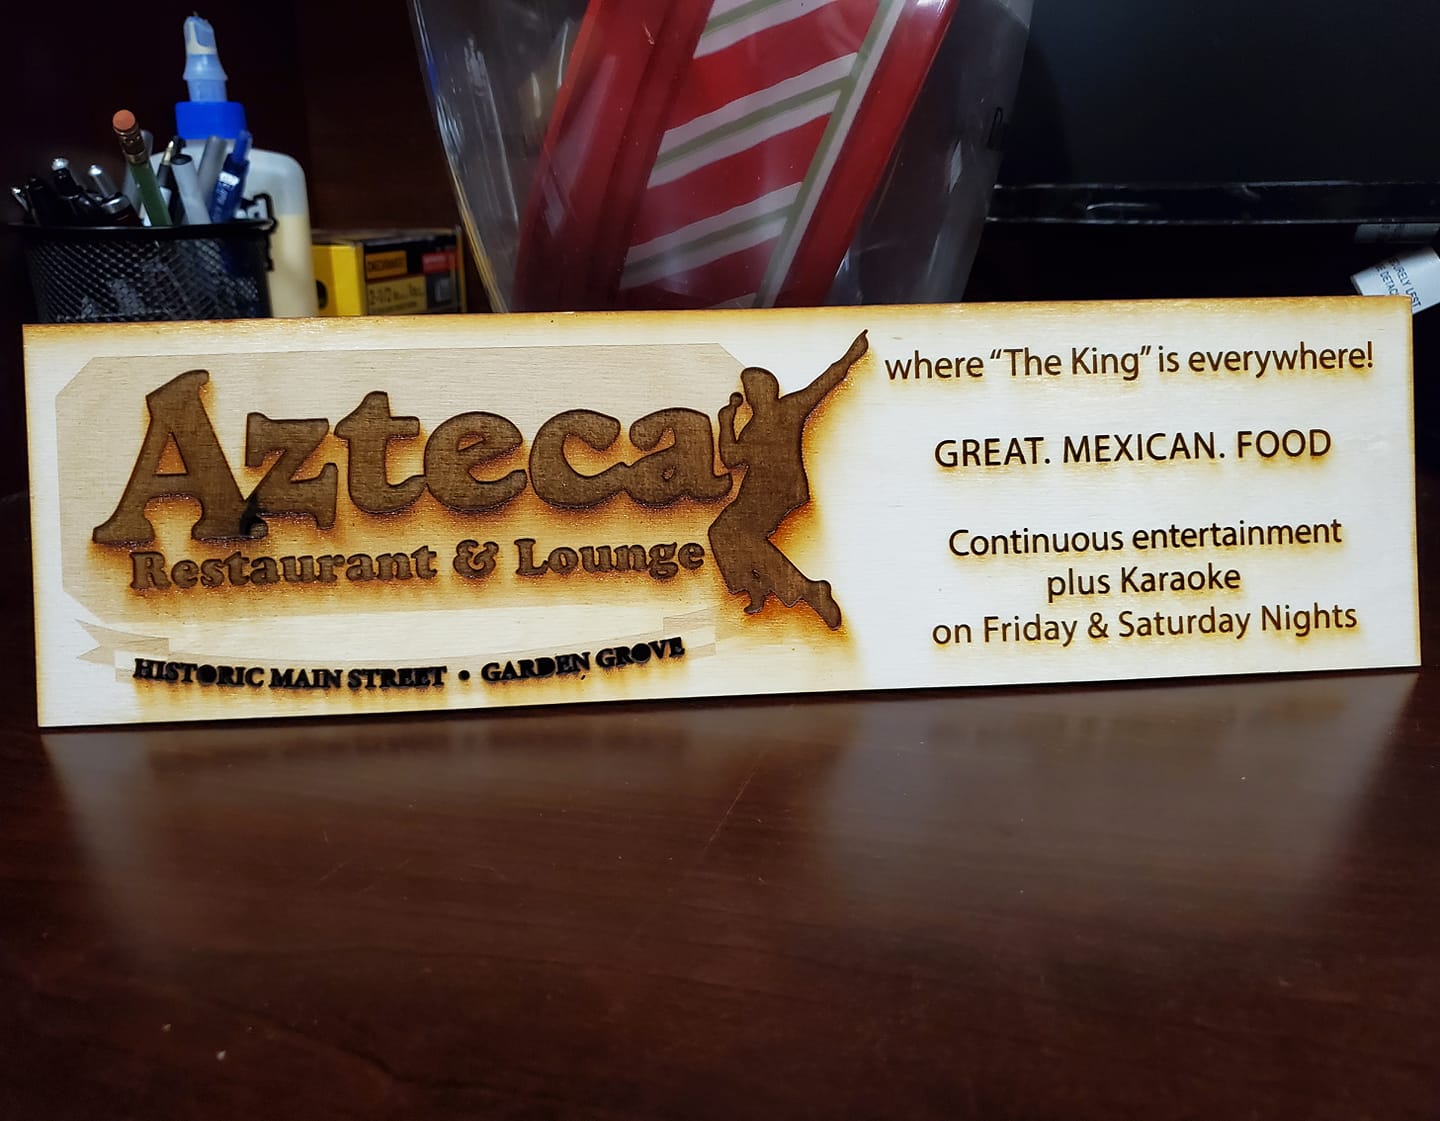 Azteca
Restaurant & Lounge
HISTORIC MAIN STREET • GARDEN GROVE
where “The King” is everywhere!
GREAT. MEXICAN. FOOD
Continuous entertainment
plus Karaoke
on Friday & Saturday Nights